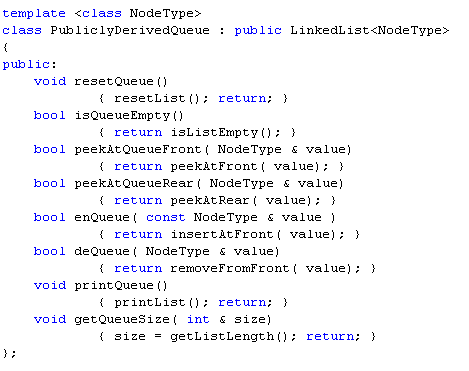 template <class NodeType>
class PubliclyDerivedQueue : public LinkedList<NodeType>
{
public:
    void resetQueue()
            { resetList(); return; }
    bool isQueueEmpty()
            { return isListEmpty(); }
    bool peekAtQueueFront( NodeType & value)
            { return peekAtFront( value); }
    bool peekAtQueueRear( NodeType & value)
            { return peekAtRear( value); }
    bool enQueue( const NodeType & value )
            { return insertAtFront( value); }
    bool deQueue( NodeType & value)
            { return removeFromFront( value); }
    void printQueue()
            { printList(); return; }
    void getQueueSize( int & size)
            { size = getListLength(); return; }
};